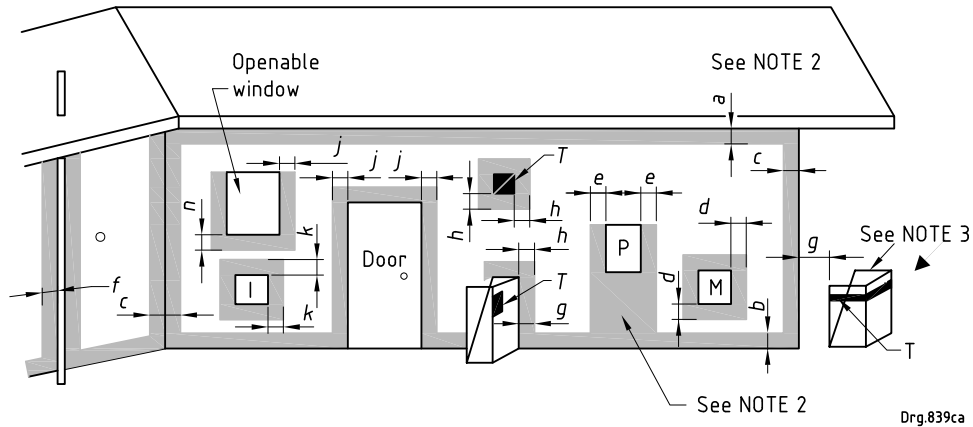 See NOTE 2
Openable
window
a
j
j
j
T
c
e
e
n
h
h
d
k
h
See NOTE 3
g
Door
P
f
c
I
T
M
d
b
k
g
T
See NOTE 2
Drg.839ca